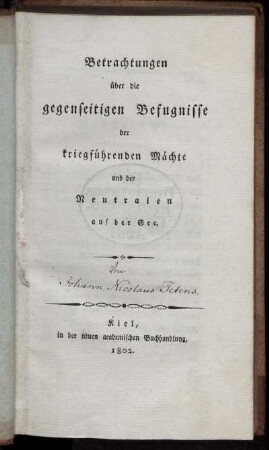 Betrachtungen
über die
gegenseitigen Befugnisse
der
kriegführenden Mächte
und der
Neutralen
auf der See.
Von
Johann Nicolaus Tetens.
Kiel,
in der neuen academischen Buchhandlung,
1802.